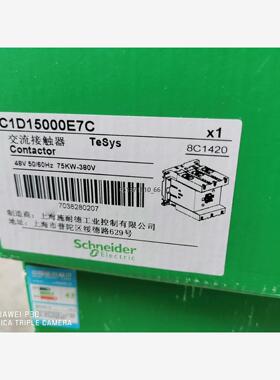 C1D15000E7C
x1
交流接触器 TeSys
Contactor
8C1420
48V 50/60Hz 75KW-380V
7038280207
制造商：上海施耐德工业控制有限公司
地址：上海市普陀区绥德路629号
Schneider
Electric
TRIPLE CAMERA